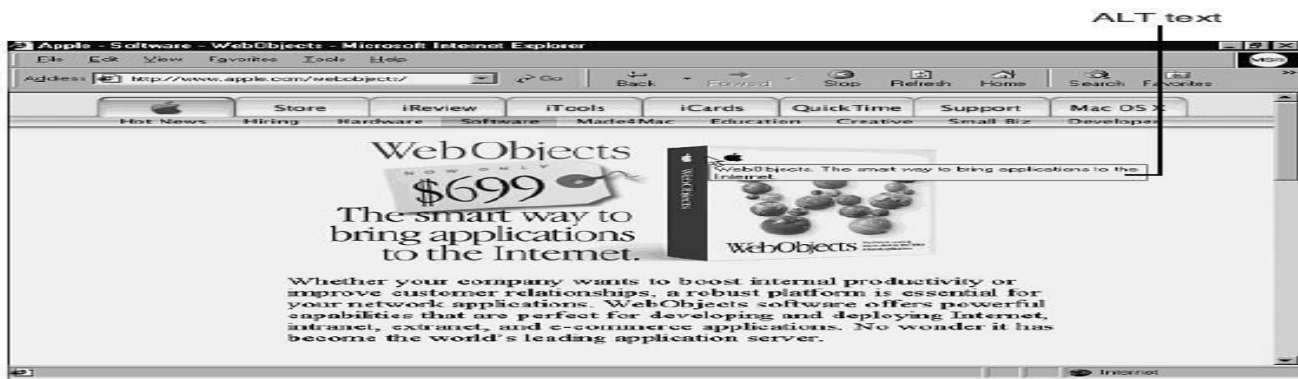 ALT text
Apple - Software - WebObjects - Microsoft Internet Explorer
File Edit View Favorites Tools Help
Address http://www.apple.com/webobjects/ Go Back Forward Stop Refresh Home Search Favorites
Store iReview iTools iCards QuickTime Support Mac OS X
Hot News Hiring Hardware Software Made4Mac Education Creative Small Biz Developer
WebObjects
NOW ONLY
$699
The smart way to
bring applications
to the Internet.
WebObjects
WebObjects. The smart way to bring applications to the
Internet.
WebObjects
Whether your company wants to boost internal productivity or
improve customer relationships, a robust platform is essential for
your network applications. WebObjects software offers powerful
capabilities that are perfect for developing and deploying Internet,
intranet, extranet, and e-commerce applications. No wonder it has
become the world's leading application server.
Internet